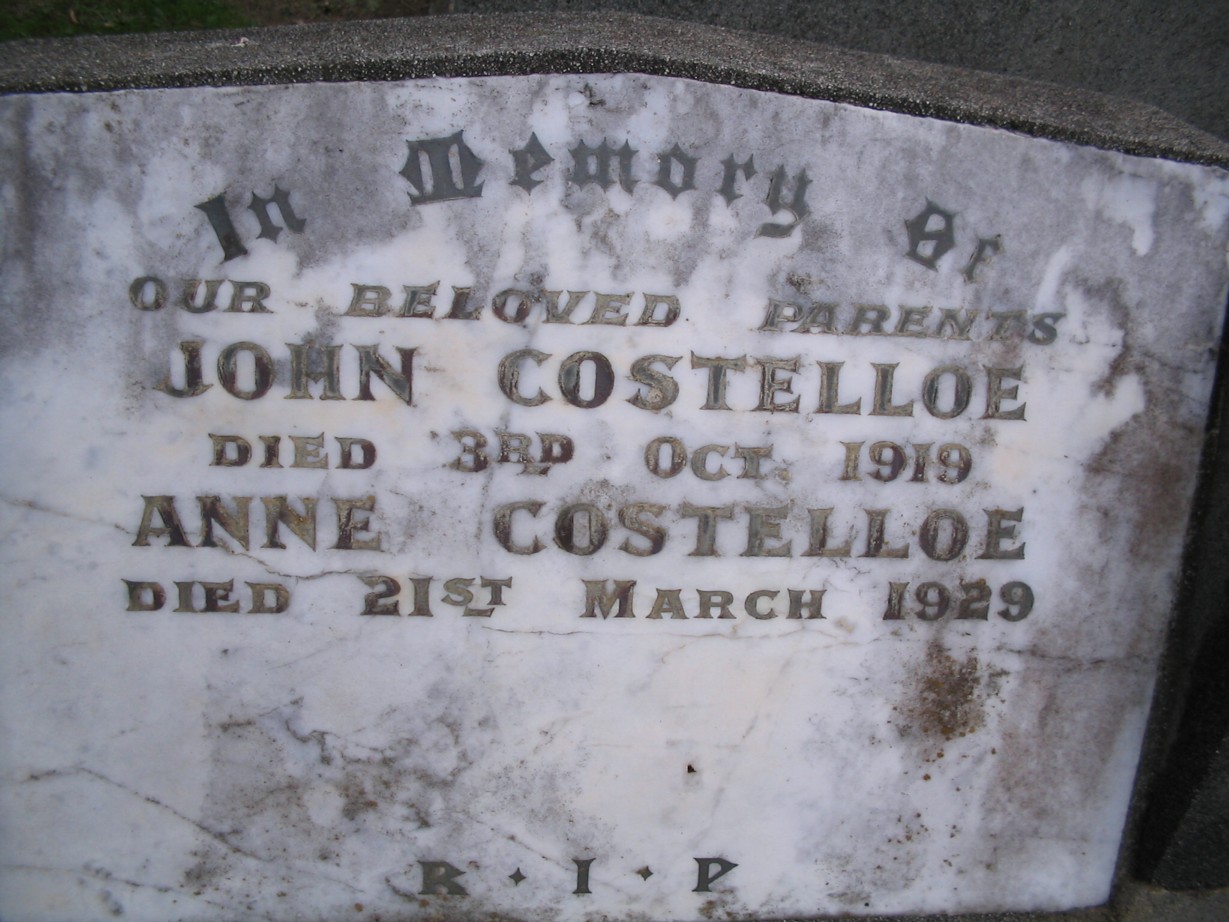 In Memory Of
OUR BELOVED PARENTS
JOHN COSTELLOE
DIED 3RD OCT. 1919
ANNE COSTELLOE
DIED 21ST MARCH 1929
R · I · P